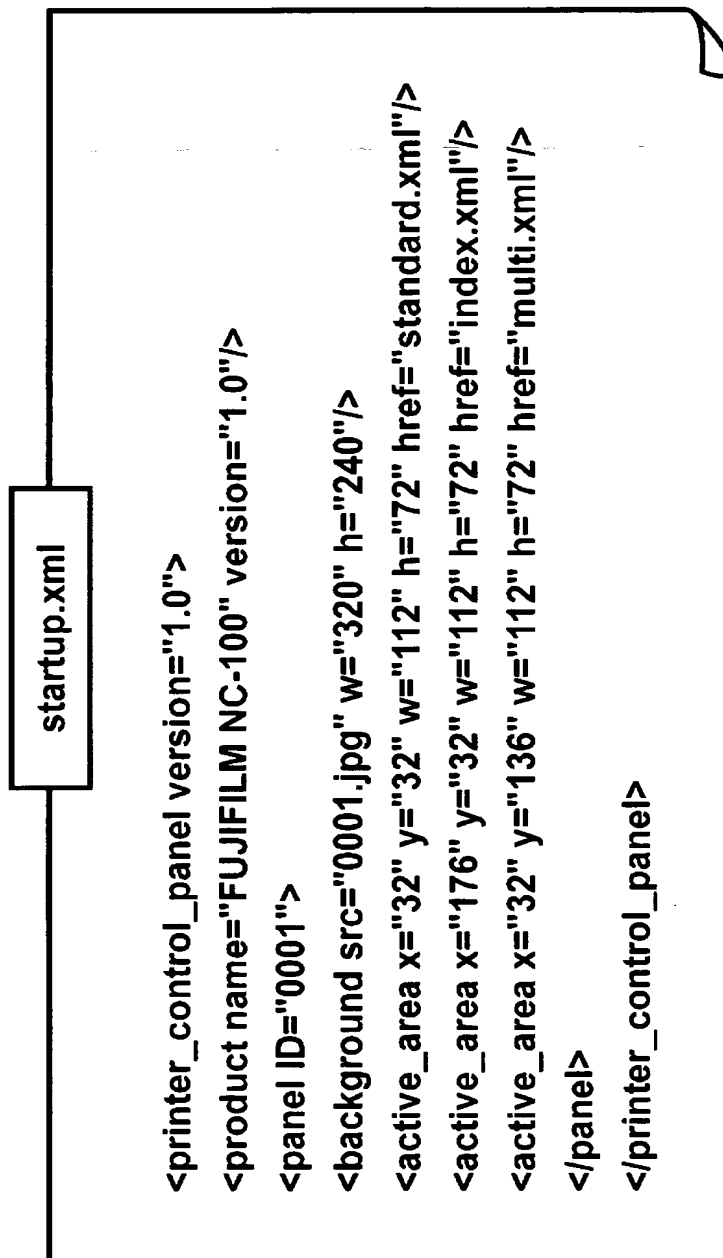 startup.xml
<printer_control_panel version="1.0">
<product name="FUJIFILM NC-100" version="1.0"/>
<panel ID="0001">
<background src="0001.jpg" w="320" h="240"/>
<active_area x="32" y="32" w="112" h="72" href="standard.xml"/>
<active_area x="176" y="32" w="112" h="72" href="index.xml"/>
<active_area x="32" y="136" w="112" h="72" href="multi.xml"/>
</panel>
</printer_control_panel>